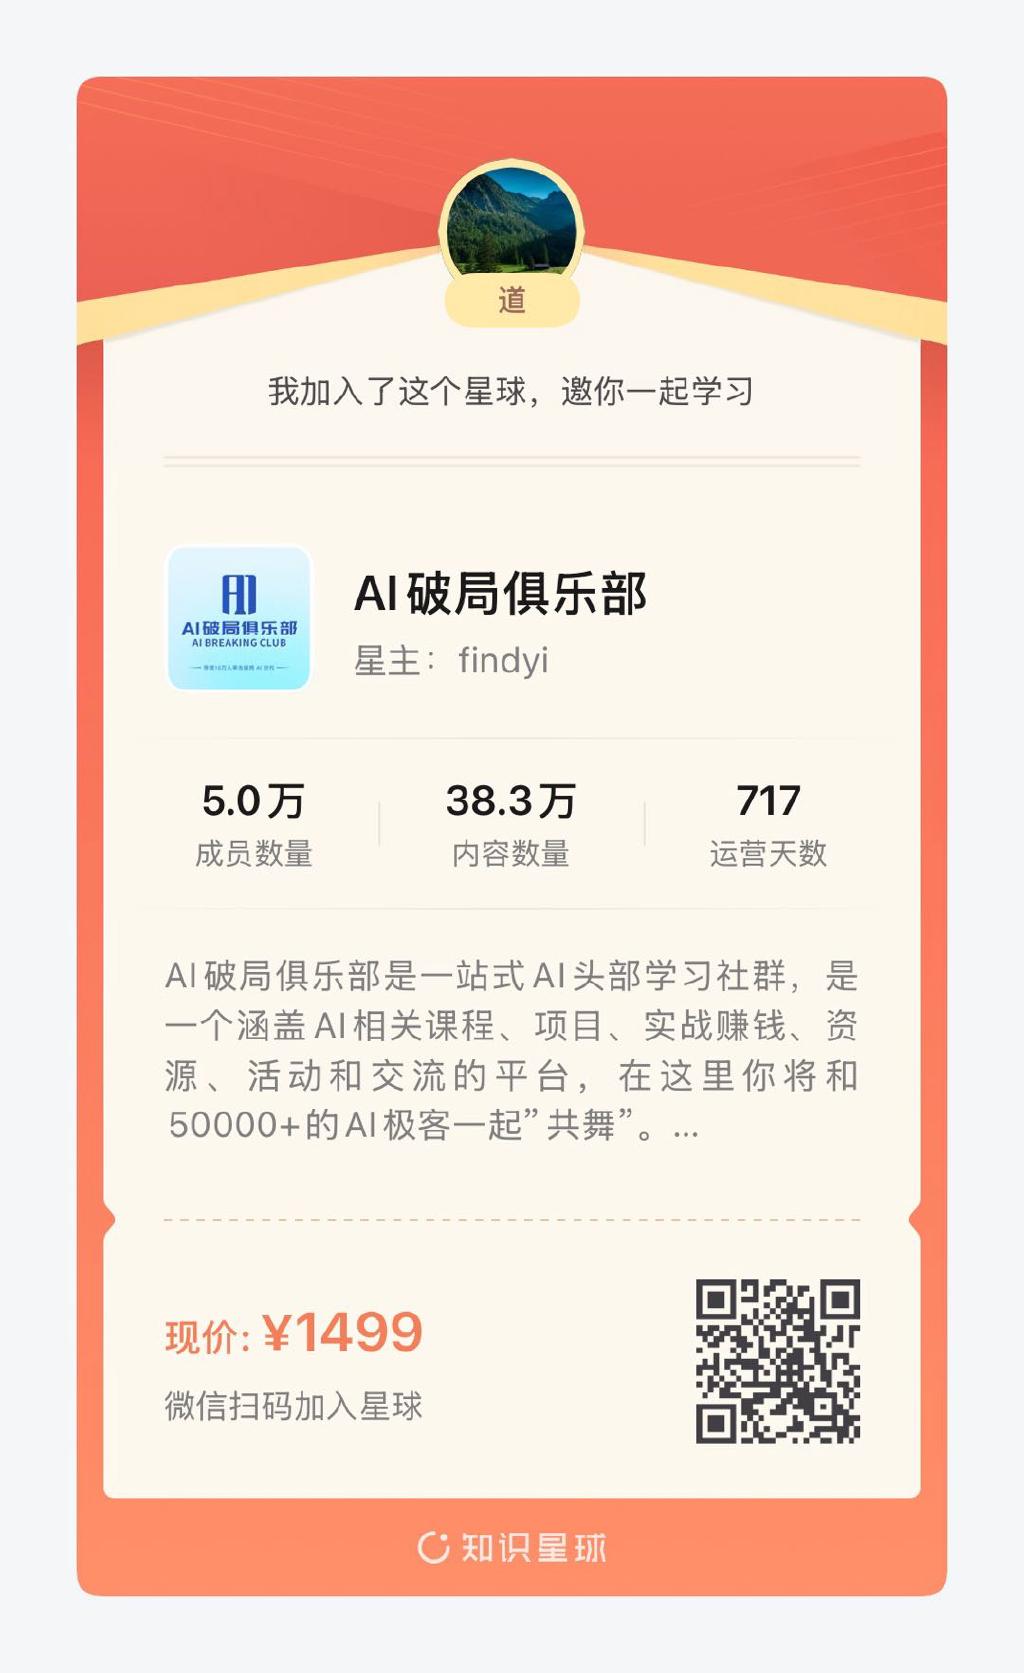 道
我加入了这个星球，邀你一起学习
AI破局俱乐部
AI BREAKING CLUB
AI破局俱乐部
星主：findyi
5.0万
成员数量
38.3万
内容数量
717
运营天数
AI破局俱乐部是一站式AI头部学习社群，是
一个涵盖AI相关课程、项目、实战赚钱、资
源、活动和交流的平台，在这里你将和
50000+的AI极客一起”共舞”。...
现价: ¥1499
微信扫码加入星球
知识星球